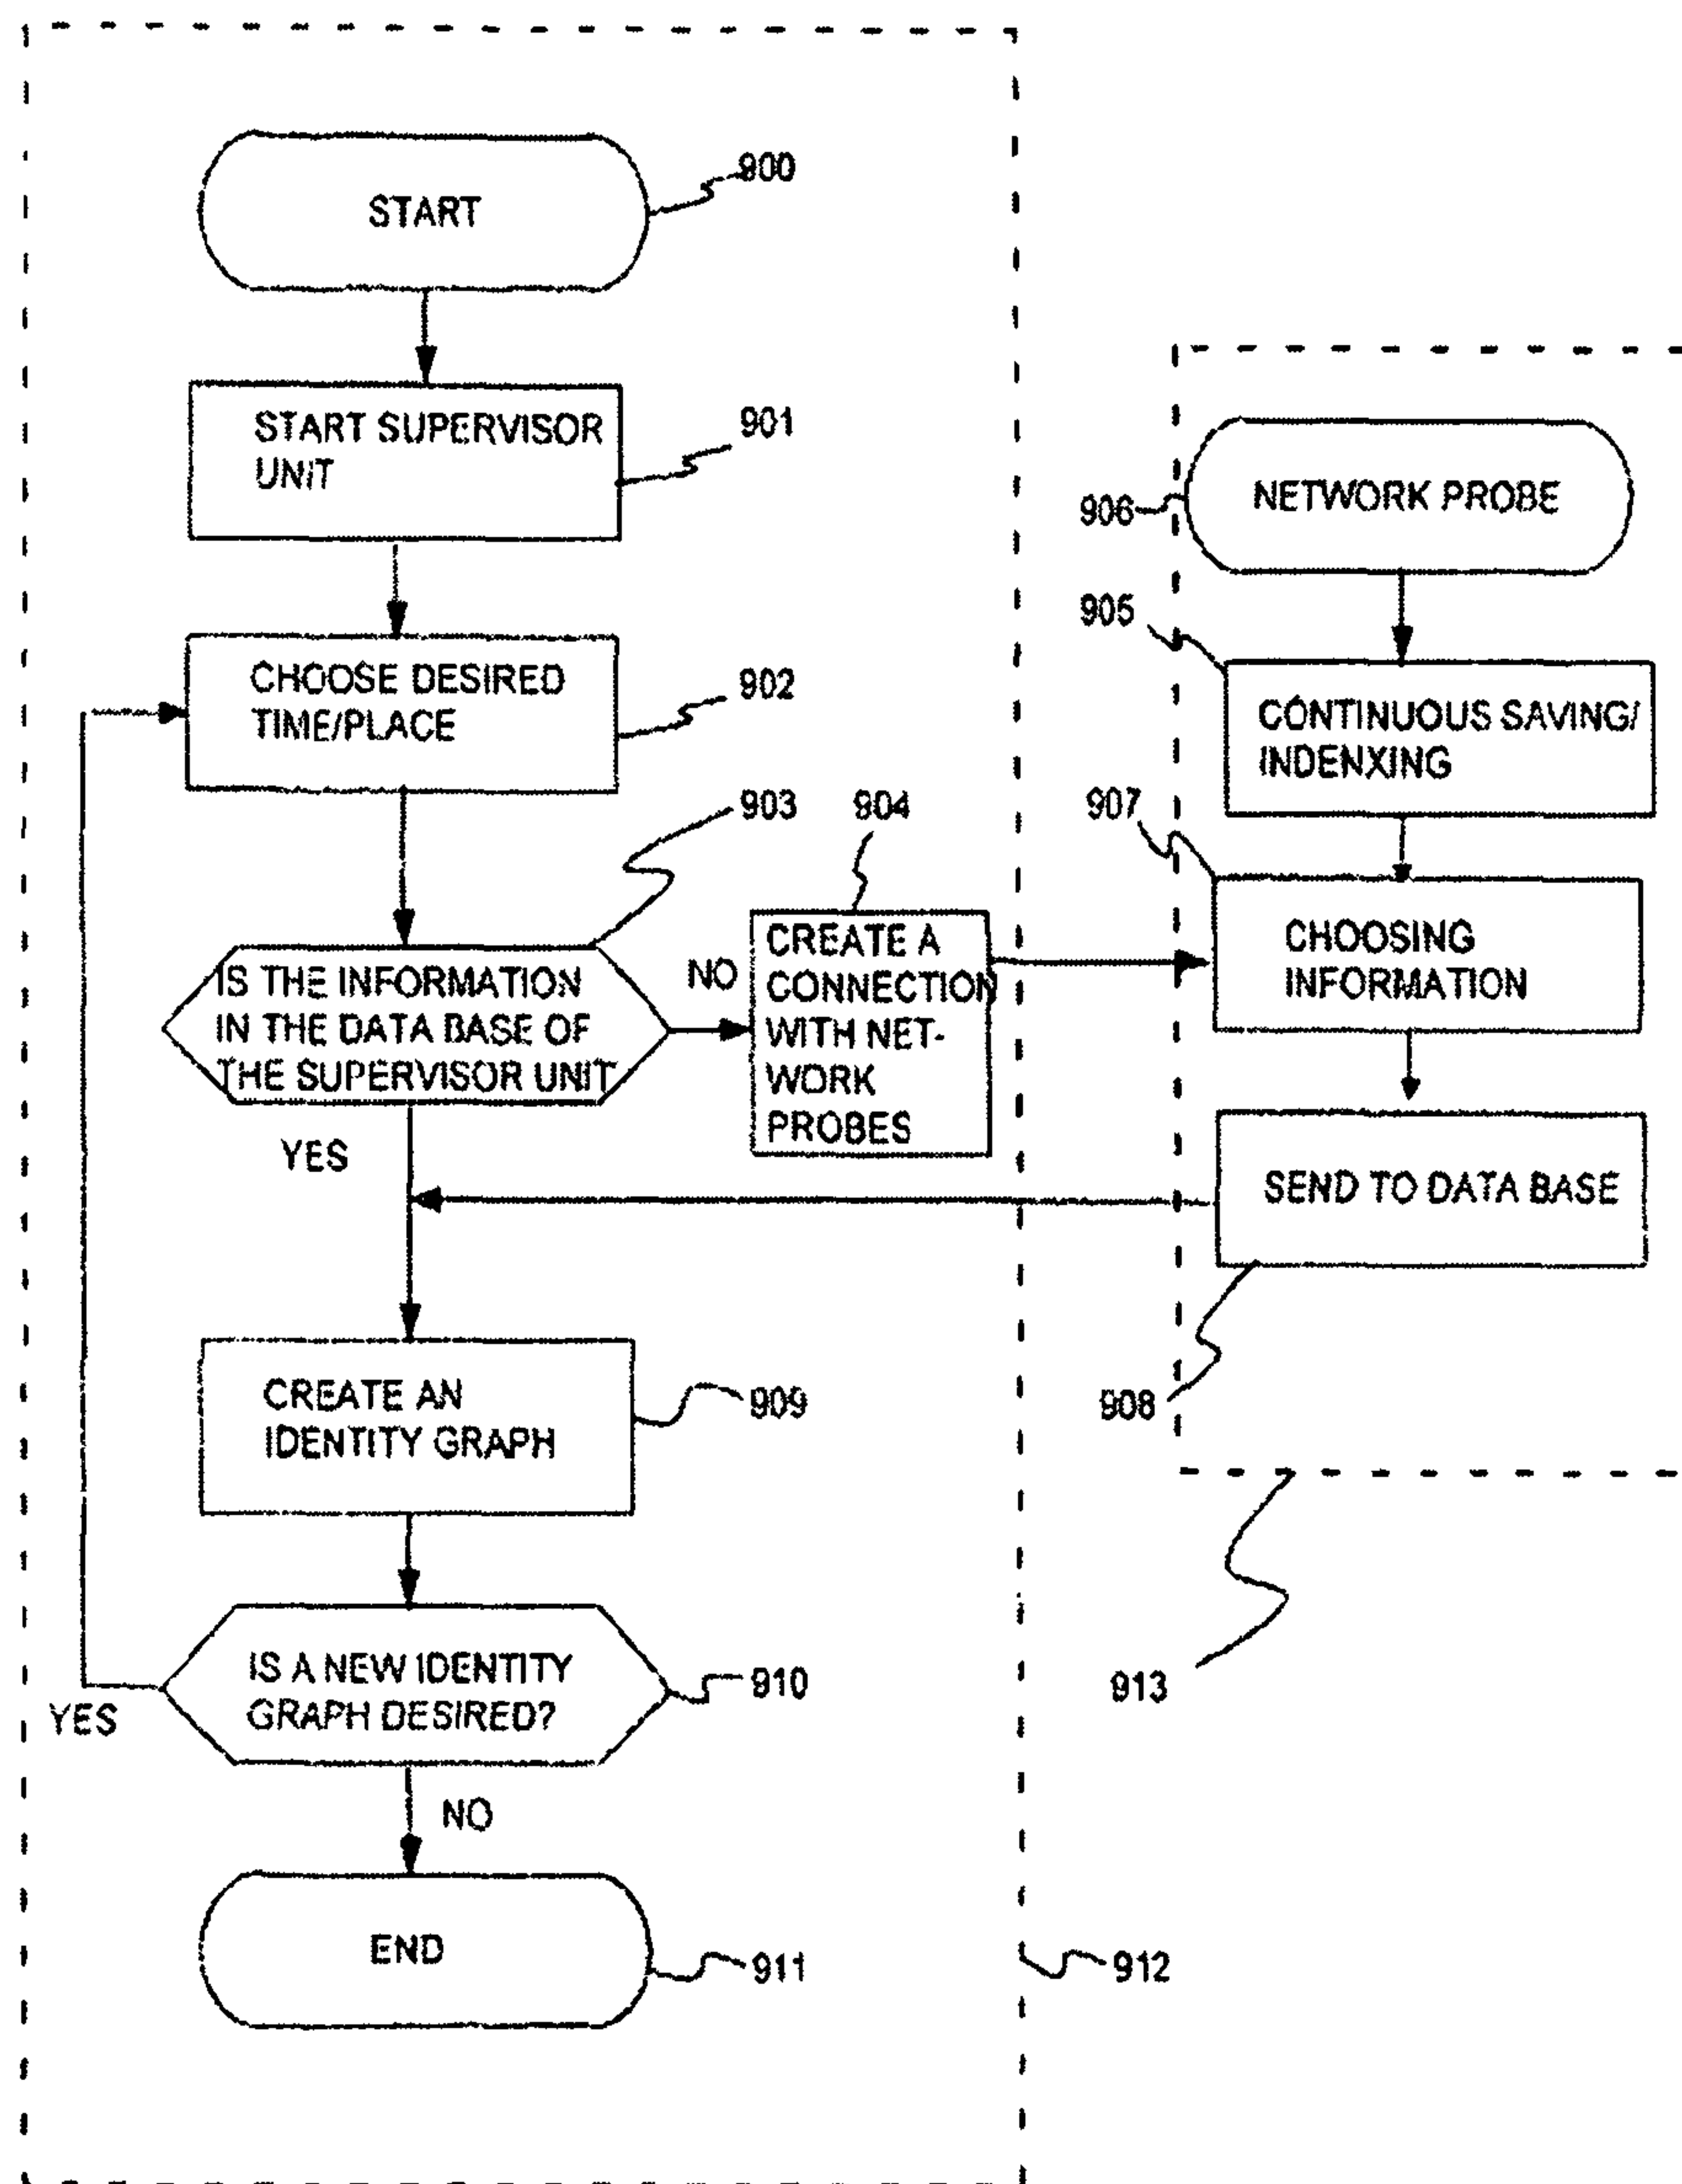 START
900
START SUPERVISOR
UNIT
901
CHOOSE DESIRED
TIME/PLACE
902
903
IS THE INFORMATION
IN THE DATA BASE OF
THE SUPERVISOR UNIT
NO
YES
904
CREATE A
CONNECTION
WITH NET-
WORK
PROBES
906
NETWORK PROBE
905
CONTINUOUS SAVING/
INDENXING
907
CHOOSING
INFORMATION
SEND TO DATA BASE
908
CREATE AN
IDENTITY GRAPH
909
IS A NEW IDENTITY
GRAPH DESIRED?
910
YES
NO
END
911
912
913